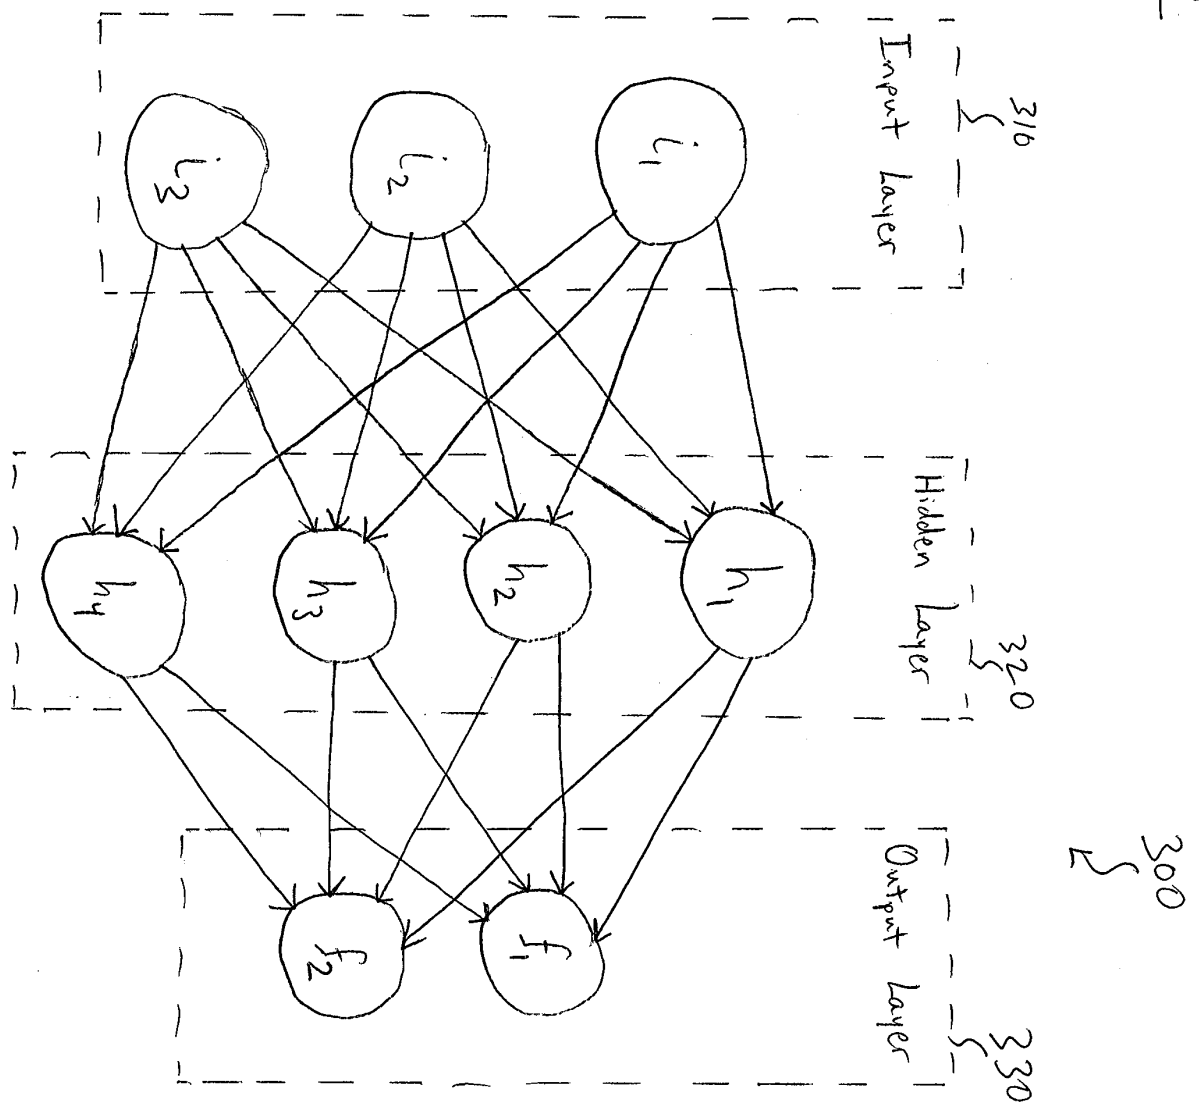 300
310
320
330
Input Layer
Hidden Layer
Output Layer
i1
i2
i3
h1
h2
h3
h4
f1
f2